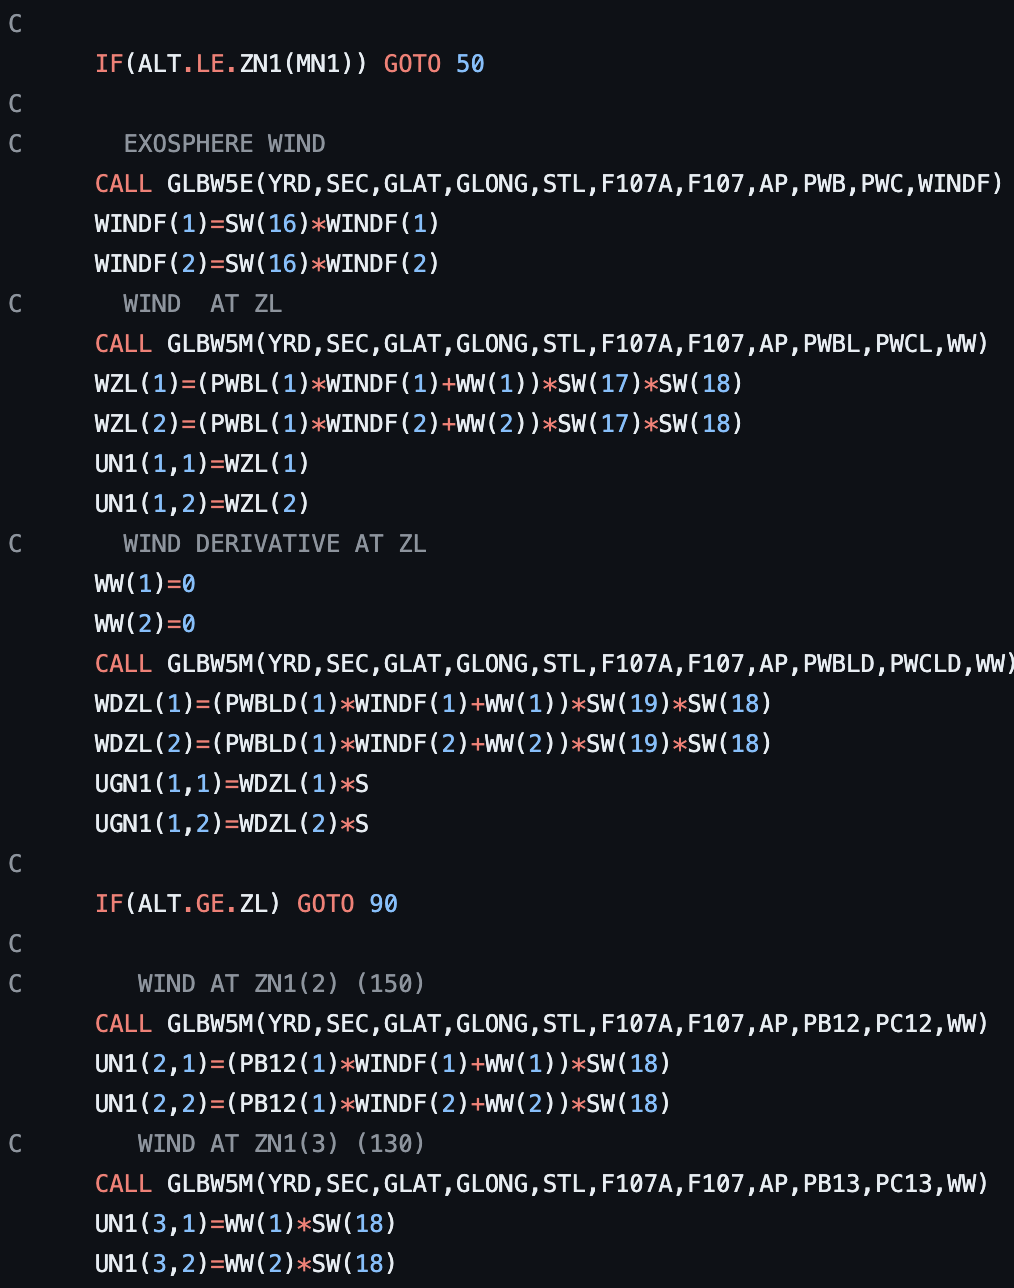 C
      IF(ALT.LE.ZN1(MN1)) GOTO 50
C
C       EXOSPHERE WIND
      CALL GLBW5E(YRD,SEC,GLAT,GLONG,STL,F107A,F107,AP,PWB,PWC,WINDF)
      WINDF(1)=SW(16)*WINDF(1)
      WINDF(2)=SW(16)*WINDF(2)
C       WIND  AT ZL
      CALL GLBW5M(YRD,SEC,GLAT,GLONG,STL,F107A,F107,AP,PWBL,PWCL,WW)
      WZL(1)=(PWBL(1)*WINDF(1)+WW(1))*SW(17)*SW(18)
      WZL(2)=(PWBL(1)*WINDF(2)+WW(2))*SW(17)*SW(18)
      UN1(1,1)=WZL(1)
      UN1(1,2)=WZL(2)
C       WIND DERIVATIVE AT ZL
      WW(1)=0
      WW(2)=0
      CALL GLBW5M(YRD,SEC,GLAT,GLONG,STL,F107A,F107,AP,PWBLD,PWCLD,WW)
      WDZL(1)=(PWBLD(1)*WINDF(1)+WW(1))*SW(19)*SW(18)
      WDZL(2)=(PWBLD(1)*WINDF(2)+WW(2))*SW(19)*SW(18)
      UGN1(1,1)=WDZL(1)*S
      UGN1(1,2)=WDZL(2)*S
C
      IF(ALT.GE.ZL) GOTO 90
C
C        WIND AT ZN1(2) (150)
      CALL GLBW5M(YRD,SEC,GLAT,GLONG,STL,F107A,F107,AP,PB12,PC12,WW)
      UN1(2,1)=(PB12(1)*WINDF(1)+WW(1))*SW(18)
      UN1(2,2)=(PB12(1)*WINDF(2)+WW(2))*SW(18)
C        WIND AT ZN1(3) (130)
      CALL GLBW5M(YRD,SEC,GLAT,GLONG,STL,F107A,F107,AP,PB13,PC13,WW)
      UN1(3,1)=WW(1)*SW(18)
      UN1(3,2)=WW(2)*SW(18)